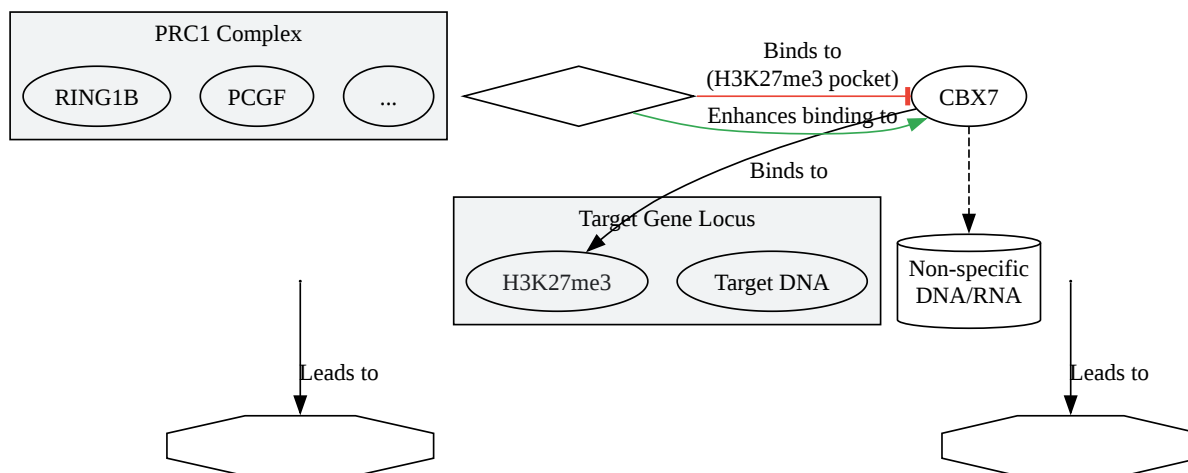 PRC1 Complex
RING1B
PCGF
...
Binds to
(H3K27me3 pocket)
CBX7
Enhances binding to
Binds to
Target Gene Locus
H3K27me3
Target DNA
Non-specific
DNA/RNA
Leads to
Leads to